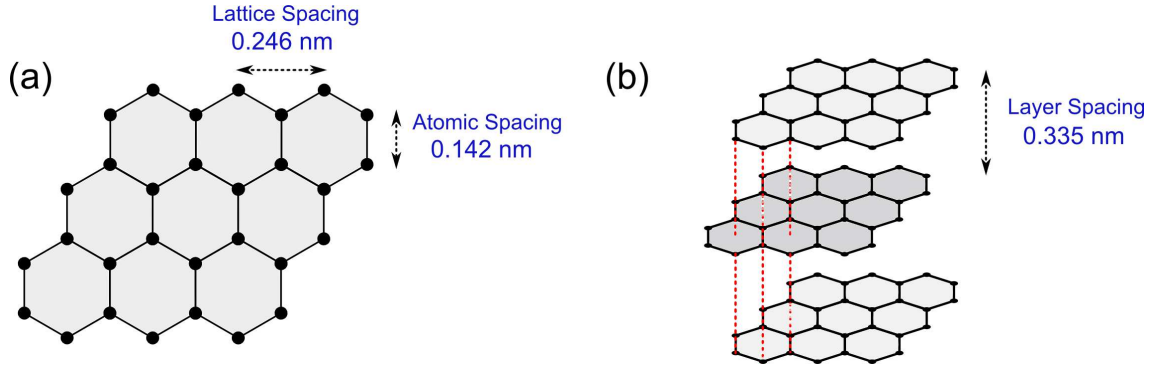 Lattice Spacing
0.246 nm
(a)
Atomic Spacing
0.142 nm
(b)
Layer Spacing
0.335 nm